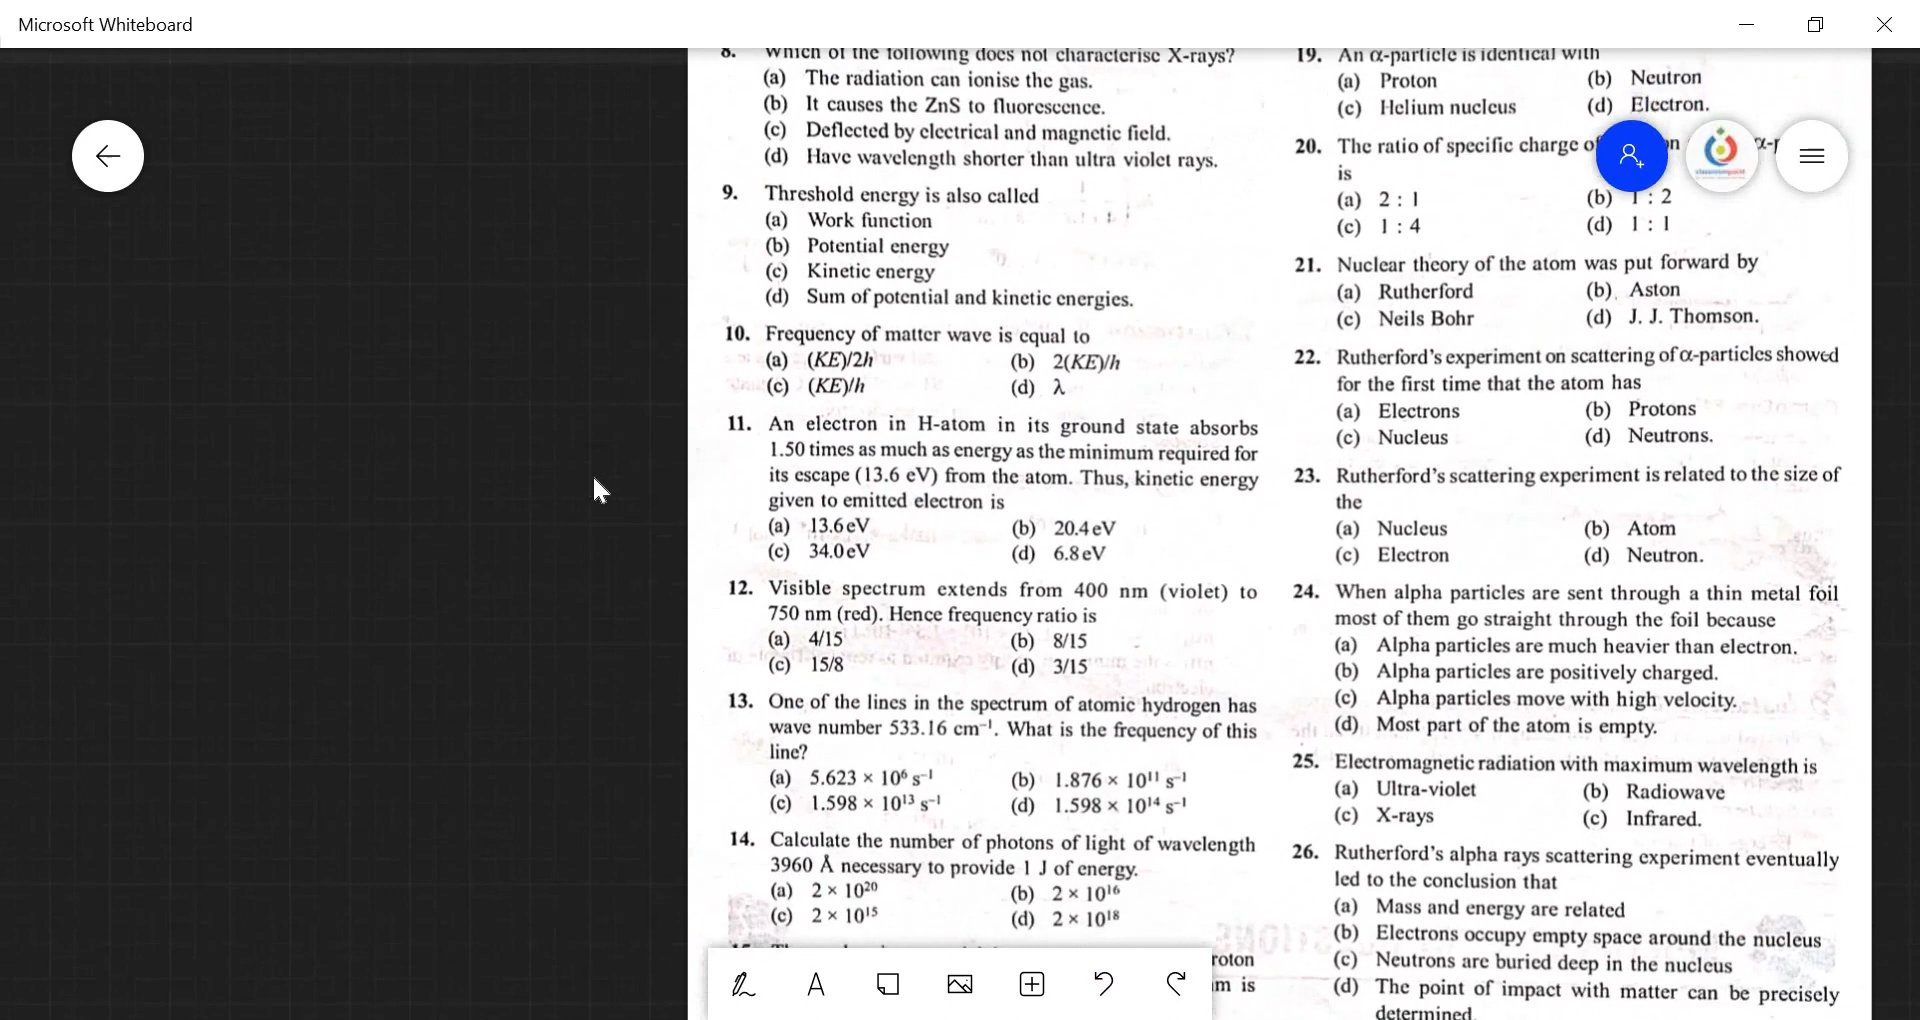 Microsoft Whiteboard
8. Which of the following does not characterise X-rays?
(a) The radiation can ionise the gas.
(b) It causes the ZnS to fluorescence.
(c) Deflected by electrical and magnetic field.
(d) Have wavelength shorter than ultra violet rays.
9. Threshold energy is also called
(a) Work function
(b) Potential energy
(c) Kinetic energy
(d) Sum of potential and kinetic energies.
10. Frequency of matter wave is equal to
(a) (KE)/2h (b) 2(KE)/h
(c) (KE)/h (d) λ
11. An electron in H-atom in its ground state absorbs
1.50 times as much as energy as the minimum required for
its escape (13.6 eV) from the atom. Thus, kinetic energy
given to emitted electron is
(a) 13.6 eV (b) 20.4 eV
(c) 34.0 eV (d) 6.8 eV
12. Visible spectrum extends from 400 nm (violet) to
750 nm (red). Hence frequency ratio is
(a) 4/15 (b) 8/15
(c) 15/8 (d) 3/15
13. One of the lines in the spectrum of atomic hydrogen has
wave number 533.16 cm⁻¹. What is the frequency of this
line?
(a) 5.623 × 10⁶ s⁻¹ (b) 1.876 × 10¹¹ s⁻¹
(c) 1.598 × 10¹³ s⁻¹ (d) 1.598 × 10¹⁴ s⁻¹
14. Calculate the number of photons of light of wavelength
3960 Å necessary to provide 1 J of energy.
(a) 2 × 10²⁰ (b) 2 × 10¹⁶
(c) 2 × 10¹⁵ (d) 2 × 10¹⁸
roton
m is
19. An α-particle is identical with
(a) Proton (b) Neutron
(c) Helium nucleus (d) Electron.
20. The ratio of specific charge of
is
(a) 2 : 1 (b) 1 : 2
(c) 1 : 4 (d) 1 : 1
21. Nuclear theory of the atom was put forward by
(a) Rutherford (b) Aston
(c) Neils Bohr (d) J. J. Thomson.
22. Rutherford's experiment on scattering of α-particles showed
for the first time that the atom has
(a) Electrons (b) Protons
(c) Nucleus (d) Neutrons.
23. Rutherford's scattering experiment is related to the size of
the
(a) Nucleus (b) Atom
(c) Electron (d) Neutron.
24. When alpha particles are sent through a thin metal foil
most of them go straight through the foil because
(a) Alpha particles are much heavier than electron.
(b) Alpha particles are positively charged.
(c) Alpha particles move with high velocity.
(d) Most part of the atom is empty.
25. Electromagnetic radiation with maximum wavelength is
(a) Ultra-violet (b) Radiowave
(c) X-rays (c) Infrared.
26. Rutherford's alpha rays scattering experiment eventually
led to the conclusion that
(a) Mass and energy are related
(b) Electrons occupy empty space around the nucleus
(c) Neutrons are buried deep in the nucleus
(d) The point of impact with matter can be precisely
determined.